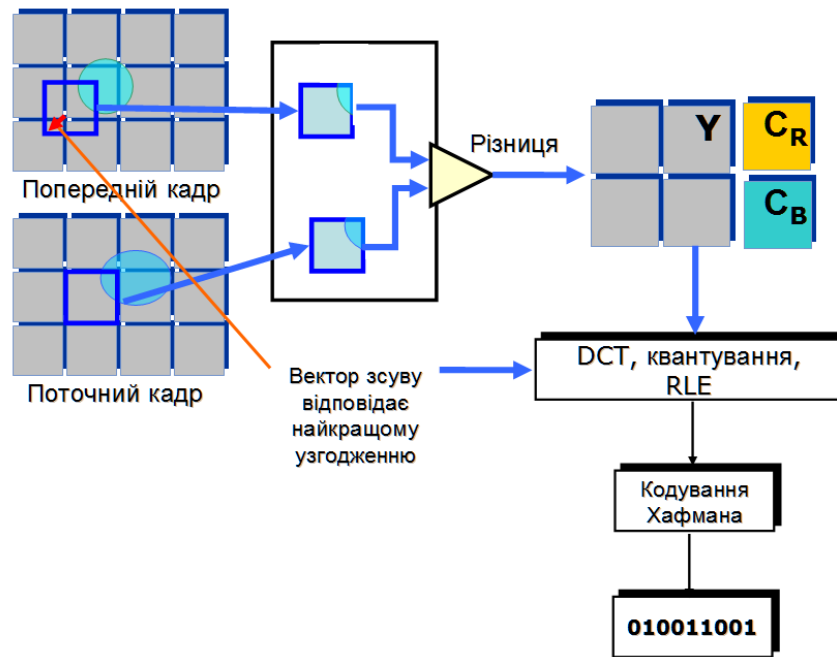 Попередній кадр
Поточний кадр
Різниця
Y
CR
CB
Вектор зсуву
відповідає
найкращому
узгодженню
DCT, квантування,
RLE
Кодування
Хафмана
010011001